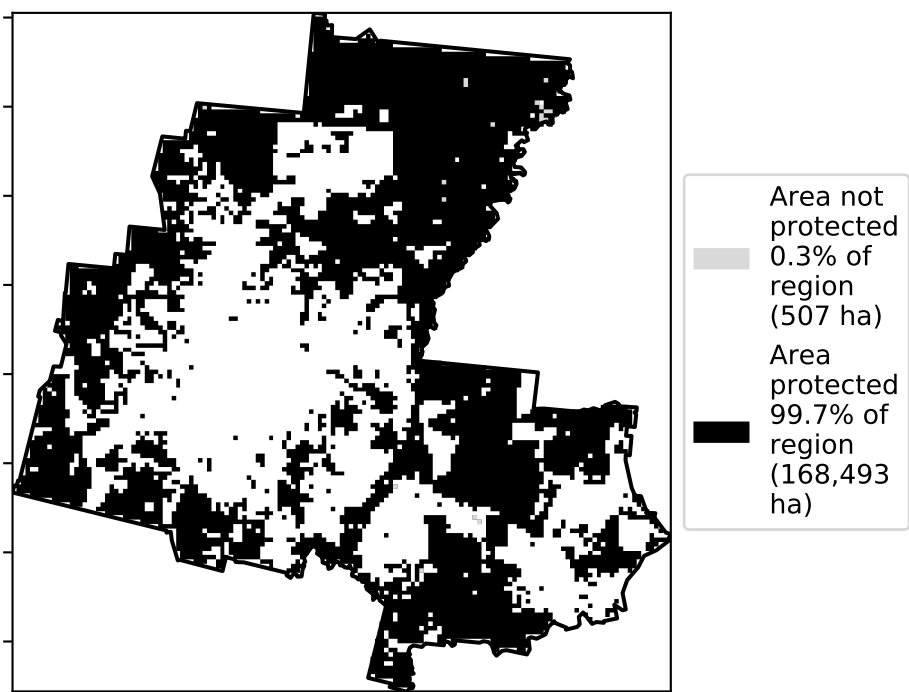 Area not
protected
0.3% of
region
(507 ha)
Area
protected
99.7% of
region
(168,493
ha)